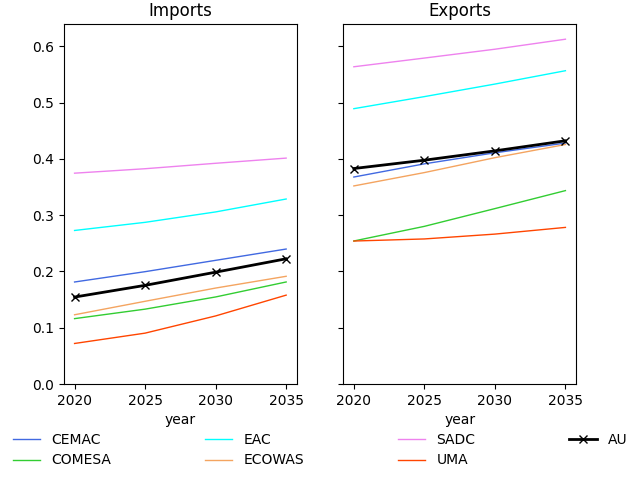 Imports Exports
0.6
0.5
0.4
0.3
0.2
0.1
0.0
2020 2025 2030 2035 2020 2025 2030 2035
year year
CEMAC EAC SADC AU
COMESA ECOWAS UMA